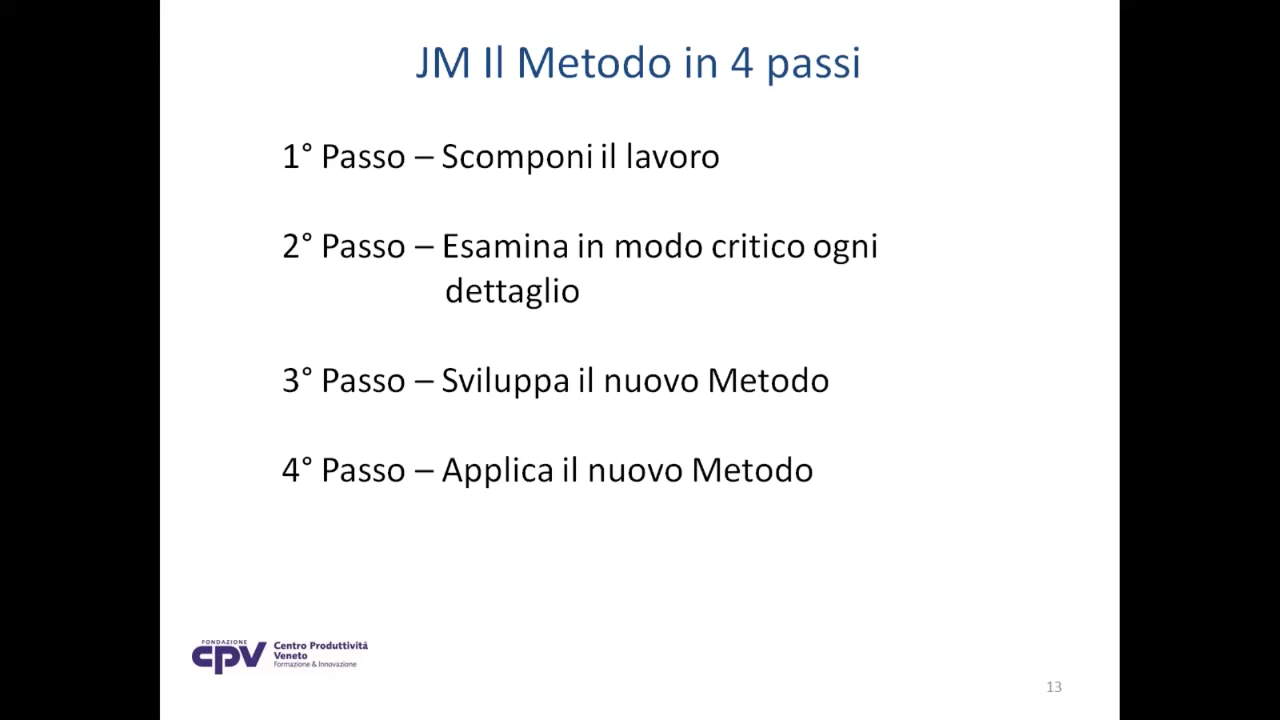 JM Il Metodo in 4 passi
1° Passo – Scomponi il lavoro
2° Passo – Esamina in modo critico ogni
dettaglio
3° Passo – Sviluppa il nuovo Metodo
4° Passo – Applica il nuovo Metodo
FONDAZIONE
CPV
Centro Produttività
Veneto
Formazione & Innovazione
13